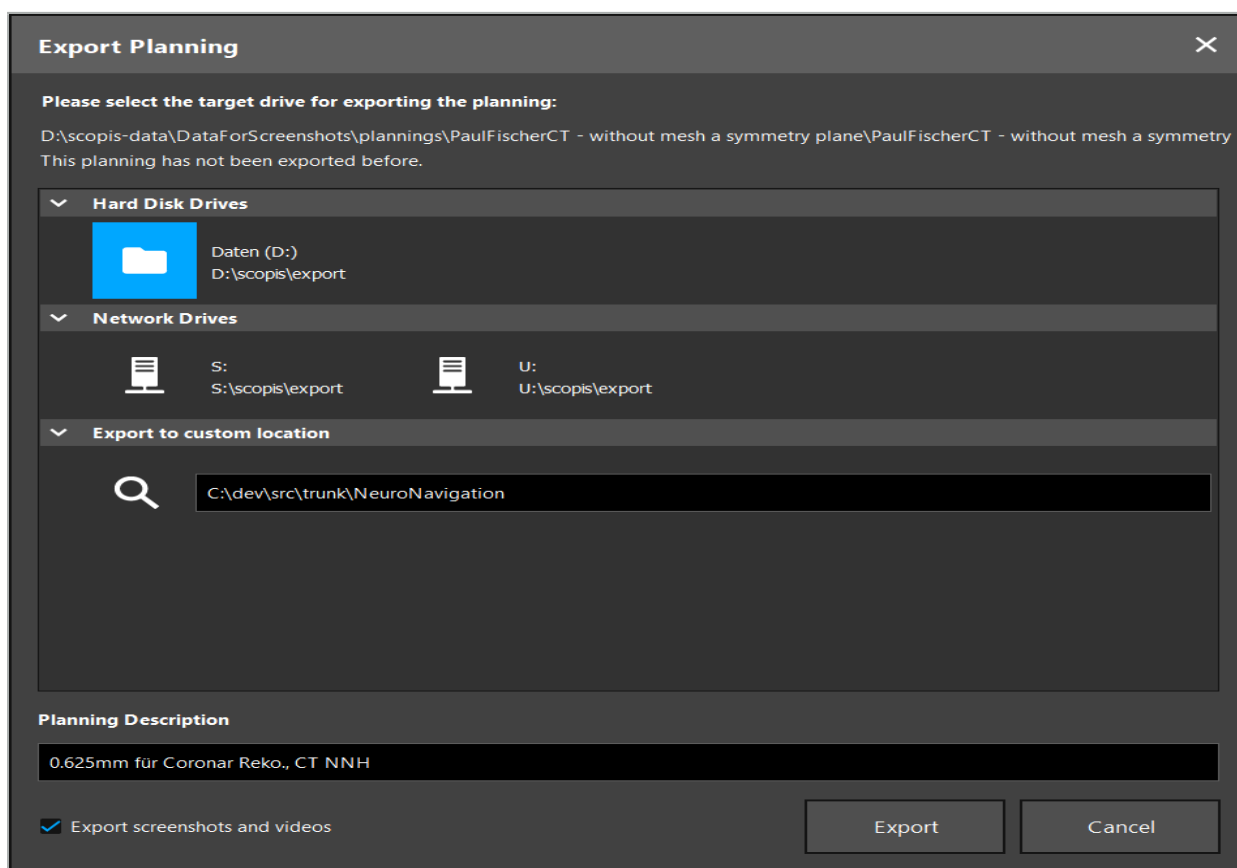 Export Planning
Please select the target drive for exporting the planning:
D:\scopis-data\DataForScreenshots\plannings\PaulFischerCT - without mesh a symmetry plane\PaulFischerCT - without mesh a symmetry
This planning has not been exported before.
Hard Disk Drives
Daten (D:)
D:\scopis\export
Network Drives
S:
S:\scopis\export
U:
U:\scopis\export
Export to custom location
C:\dev\src\trunk\NeuroNavigation
Planning Description
0.625mm für Coronar Reko., CT NNH
Export screenshots and videos
Export
Cancel